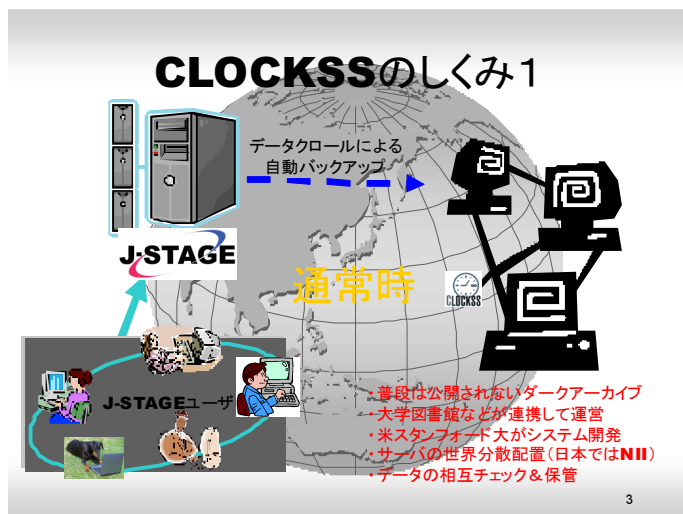 CLOCKSSのしくみ1
データクロールによる
自動バックアップ
J-STAGE
通常時
CLOCKSS
J-STAGEユーザ
・普段は公開されないダークアーカイブ
・大学図書館などが連携して運営
・米スタンフォード大がシステム開発
・サーバの世界分散配置(日本ではNII)
・データの相互チェック&保管
3